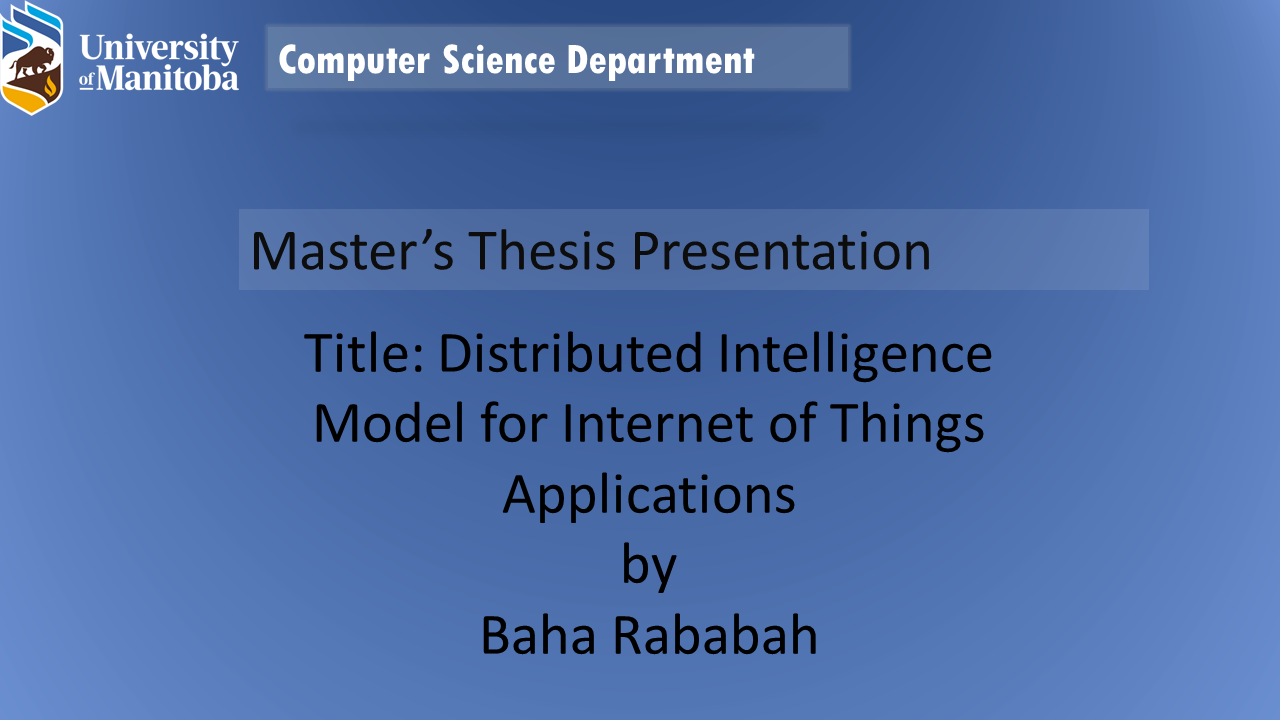 University
of Manitoba
Computer Science Department
Master’s Thesis Presentation
Title: Distributed Intelligence
Model for Internet of Things
Applications
by
Baha Rababah